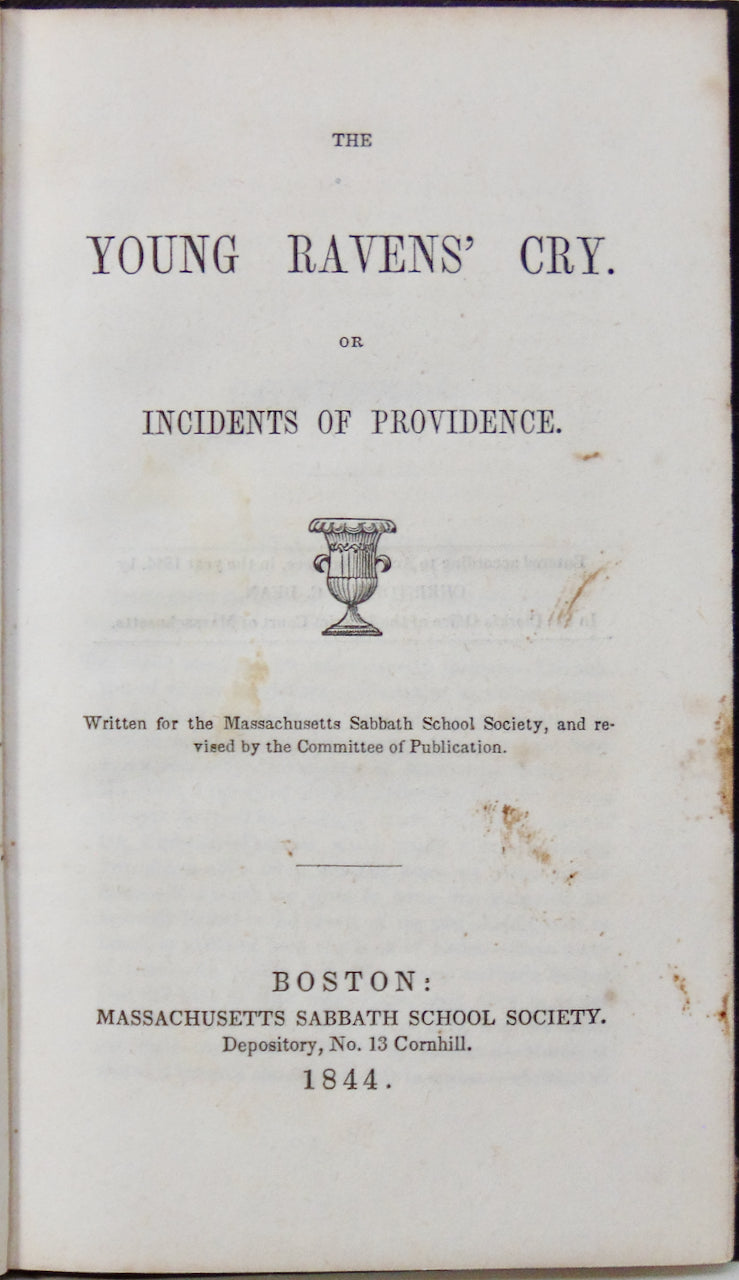 THE
YOUNG RAVENS’ CRY.
OR
INCIDENTS OF PROVIDENCE.
Written for the Massachusetts Sabbath School Society, and re-
vised by the Committee of Publication.
BOSTON:
MASSACHUSETTS SABBATH SCHOOL SOCIETY.
Depository, No. 13 Cornhill.
1844.